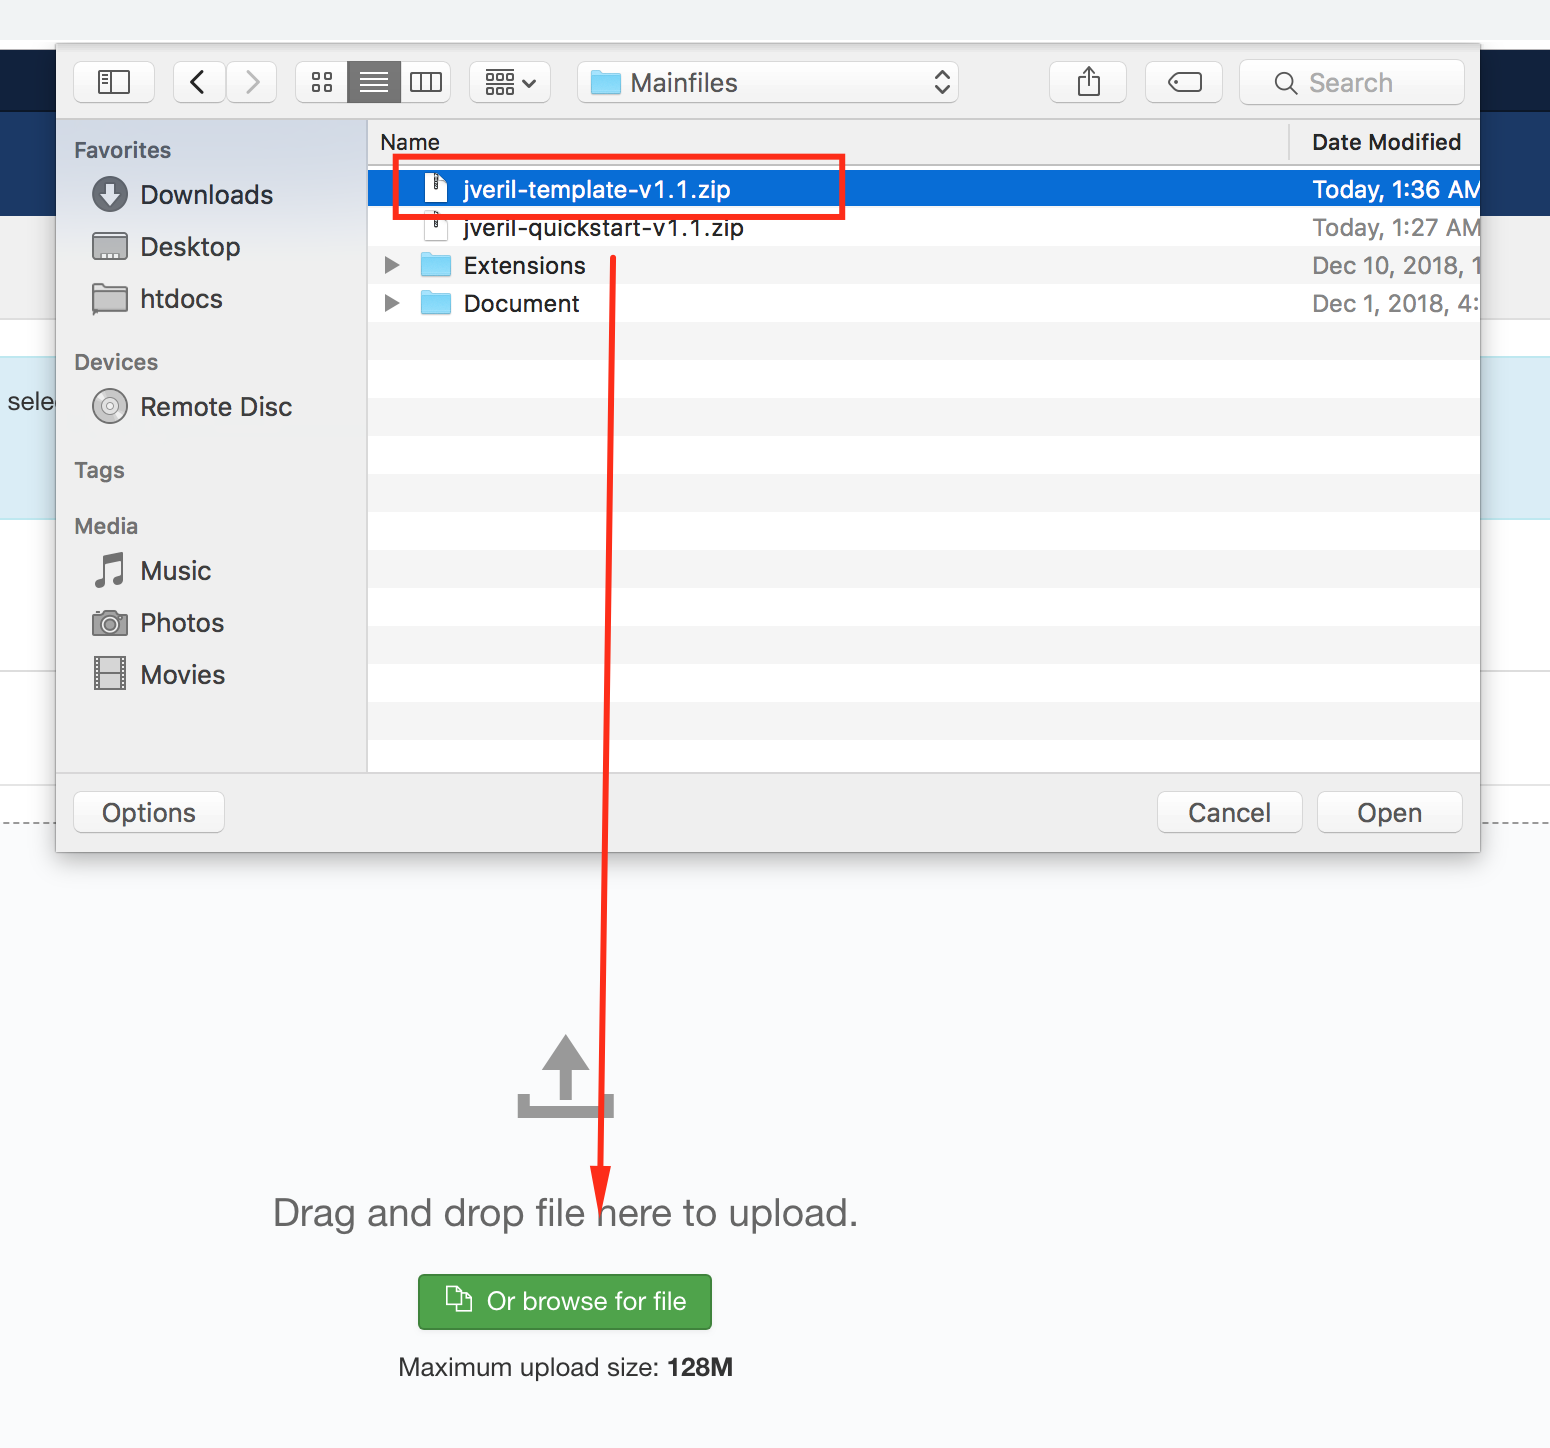 Mainfiles
Search
Favorites
Downloads
Desktop
htdocs
Devices
Remote Disc
Tags
Media
Music
Photos
Movies
Name Date Modified
jveril-template-v1.1.zip Today, 1:36 AM
jveril-quickstart-v1.1.zip Today, 1:27 AM
Extensions Dec 10, 2018, 1
Document Dec 1, 2018, 4:
sele
Options
Cancel
Open
Drag and drop file here to upload.
Or browse for file
Maximum upload size: 128M